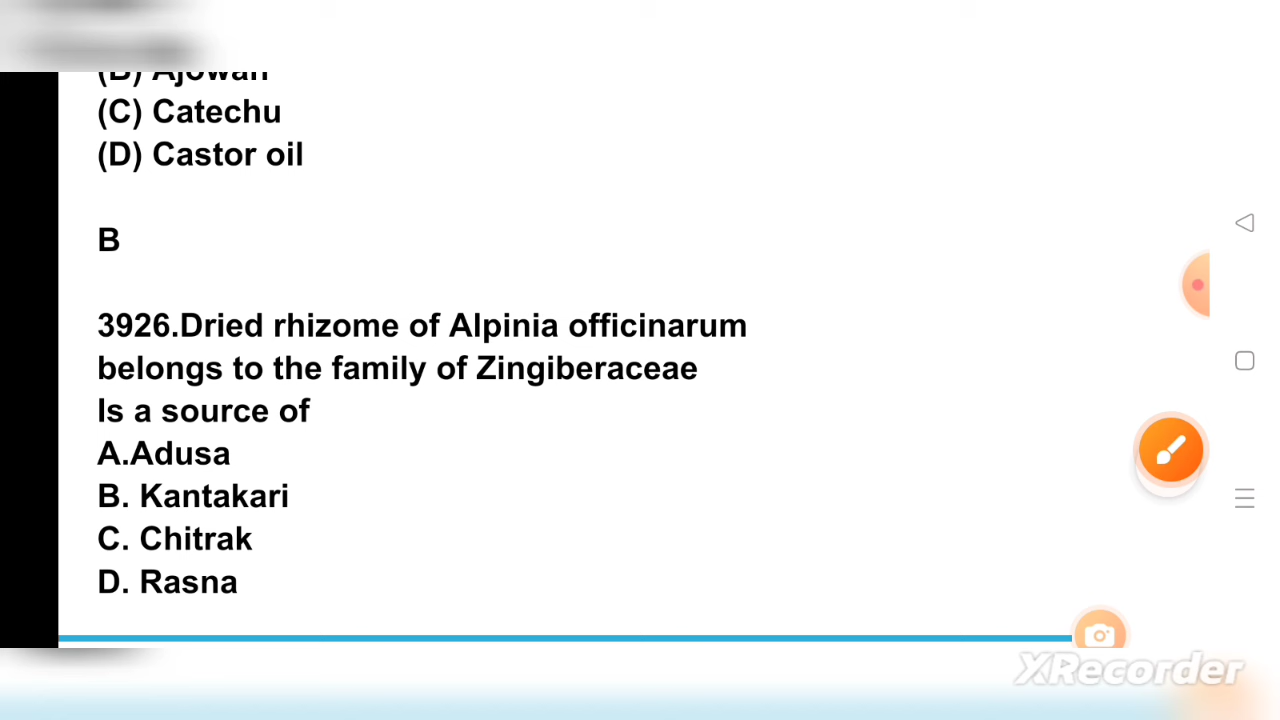 (B) Ajowan
(C) Catechu
(D) Castor oil
B
3926.Dried rhizome of Alpinia officinarum
belongs to the family of Zingiberaceae
Is a source of
A.Adusa
B. Kantakari
C. Chitrak
D. Rasna
XRecorder